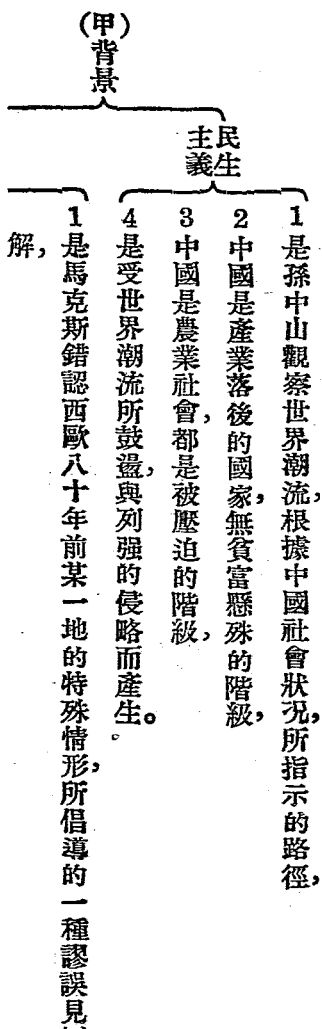 (甲)背景
民生
主義
1 是孫中山觀察世界潮流,根據中國社會狀况,所指示的路徑,
2 中國是產業落後的國家,無貧富懸殊的階級,
3 中國是農業社會,都是被壓迫的階級,
4 是受世界潮流所鼓盪,與列强的侵略而產生。
1 是馬克斯錯認西歐八十年前某一地的特殊情形,所倡導的一種謬誤見
解,